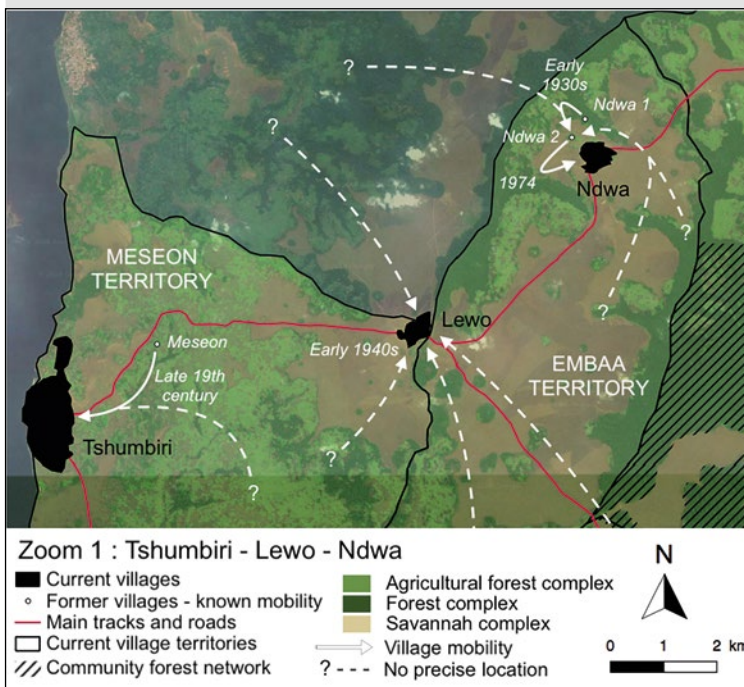 ?
Early
1930s
Ndwa 1
?
Ndwa 2
1974
Ndwa
MESEON
TERRITORY
?
?
Lewo
Meseon
Early 1940s
EMBAA
TERRITORY
Late 19th
century
Tshumbiri
?
?
Zoom 1 : Tshumbiri - Lewo - Ndwa
Current villages
Former villages - known mobility
Main tracks and roads
Current village territories
Community forest network
Agricultural forest complex
Forest complex
Savannah complex
Village mobility
? No precise location
N
0 1 2 km